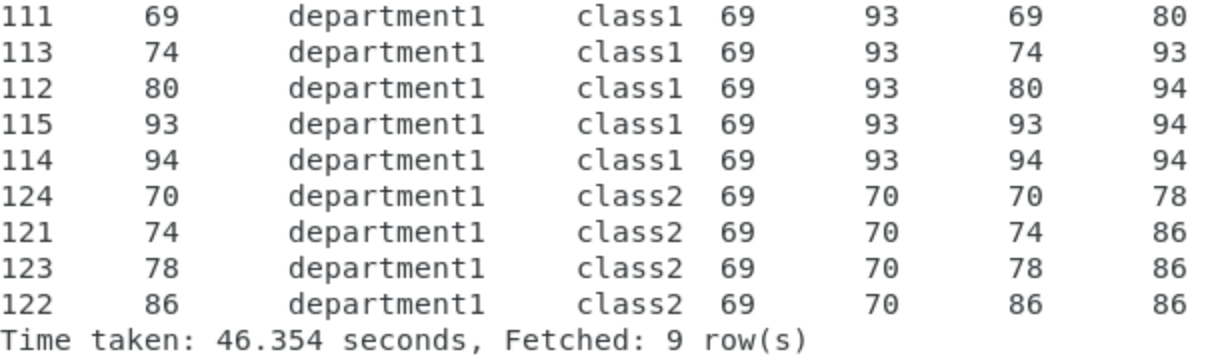 111 69 department1 class1 69 93 69 80
113 74 department1 class1 69 93 74 93
112 80 department1 class1 69 93 80 94
115 93 department1 class1 69 93 93 94
114 94 department1 class1 69 93 94 94
124 70 department1 class2 69 70 70 78
121 74 department1 class2 69 70 74 86
123 78 department1 class2 69 70 78 86
122 86 department1 class2 69 70 86 86
Time taken: 46.354 seconds, Fetched: 9 row(s)